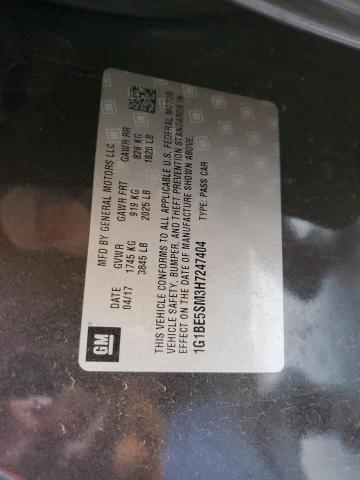 GM
MFD BY GENERAL MOTORS LLC
DATE GVWR GAWR FRT GAWR RR
04/17 1745 KG 919 KG 826 KG
3845 LB 2025 LB 1820 LB
THIS VEHICLE CONFORMS TO ALL APPLICABLE U.S. FEDERAL MOTOR
VEHICLE SAFETY, BUMPER, AND THEFT PREVENTION STANDARDS IN
EFFECT ON THE DATE OF MANUFACTURE SHOWN ABOVE.
1G1BE5SM3H7247404 TYPE: PASS CAR